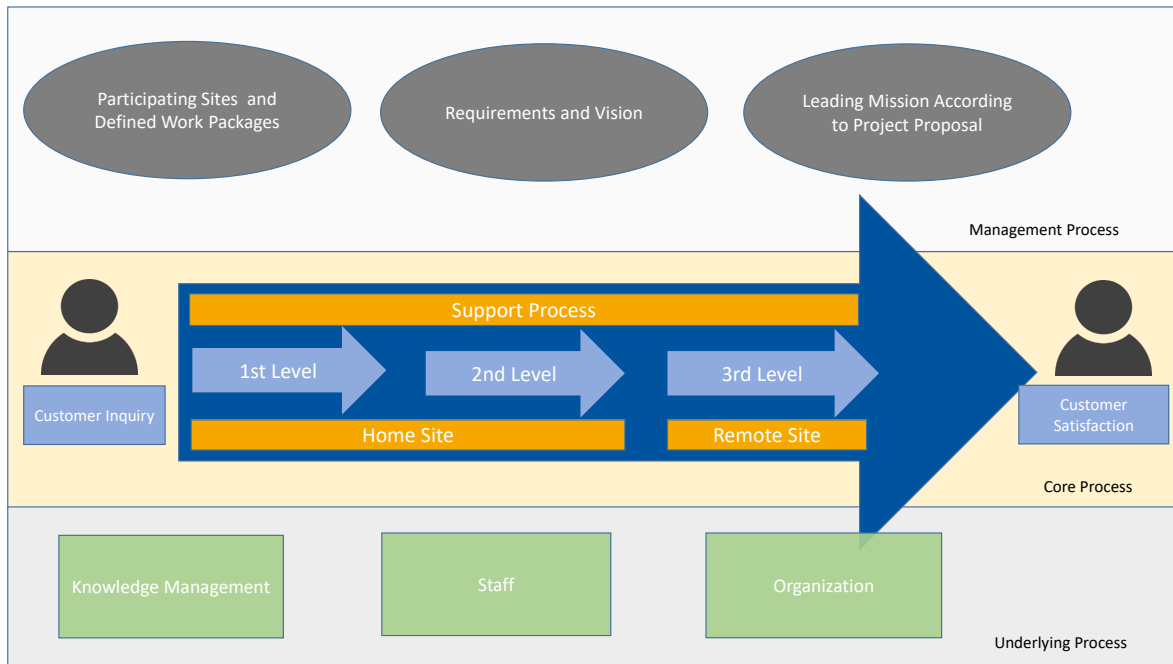 Participating Sites and
Defined Work Packages
Requirements and Vision
Leading Mission According
to Project Proposal
Management Process
Support Process
1st Level
2nd Level
3rd Level
Customer Inquiry
Customer
Satisfaction
Home Site
Remote Site
Core Process
Knowledge Management
Staff
Organization
Underlying Process